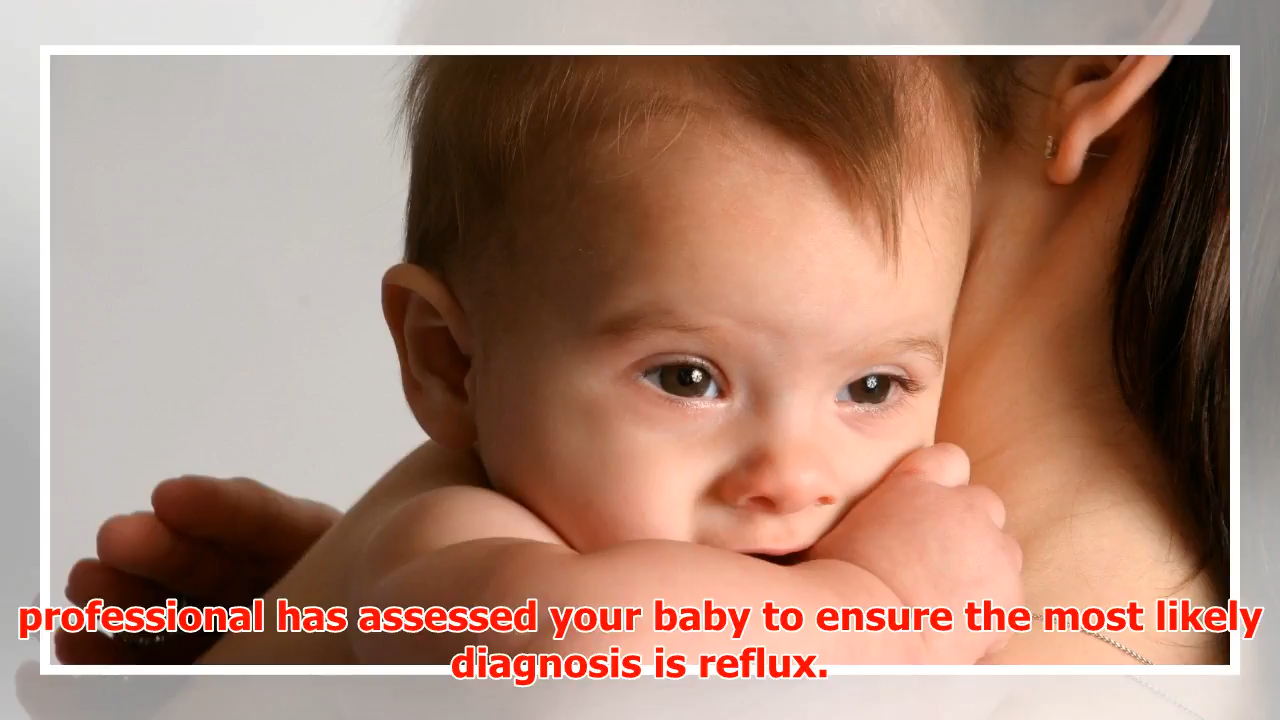 professional has assessed your baby to ensure the most likely
diagnosis is reflux.